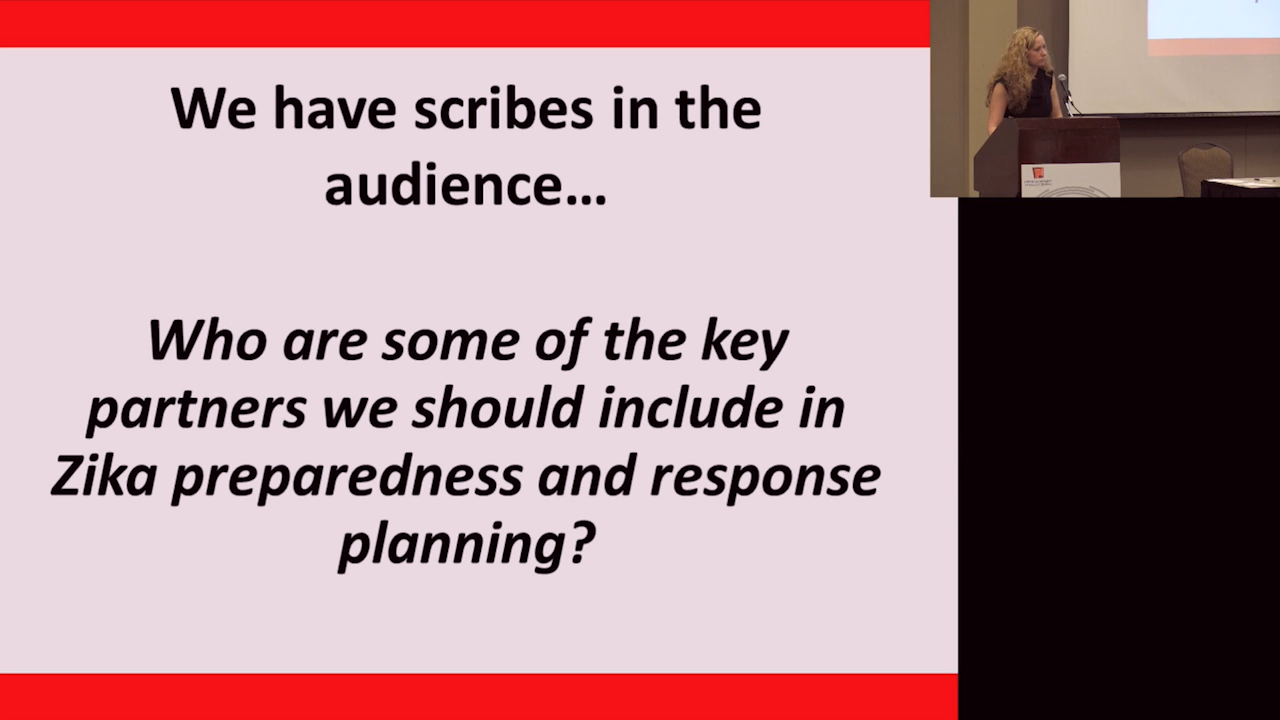 We have scribes in the
audience…
Who are some of the key
partners we should include in
Zika preparedness and response
planning?